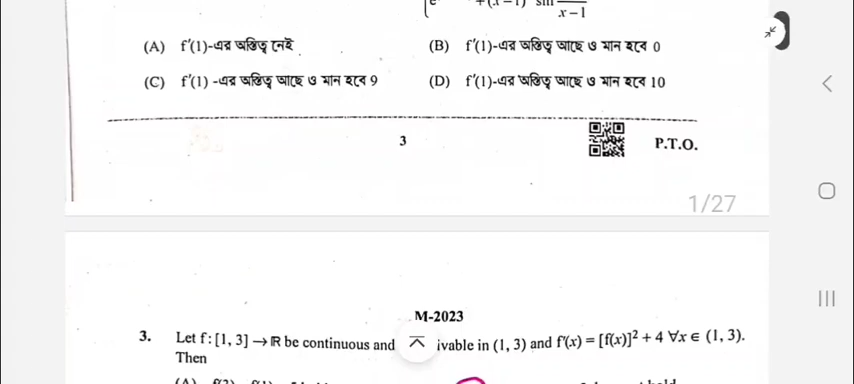 x−1
(A) f′(1)-এর অস্তিত্ব নেই (B) f′(1)-এর অস্তিত্ব আছে ও মান হবে 0
(C) f′(1) -এর অস্তিত্ব আছে ও মান হবে 9 (D) f′(1)-এর অস্তিত্ব আছে ও মান হবে 10
3 P.T.O.
1/27
M-2023
3. Let f : [1, 3] → ℝ be continuous and ivable in (1, 3) and f′(x) = [f(x)]² + 4 ∀x ∈ (1, 3).
Then